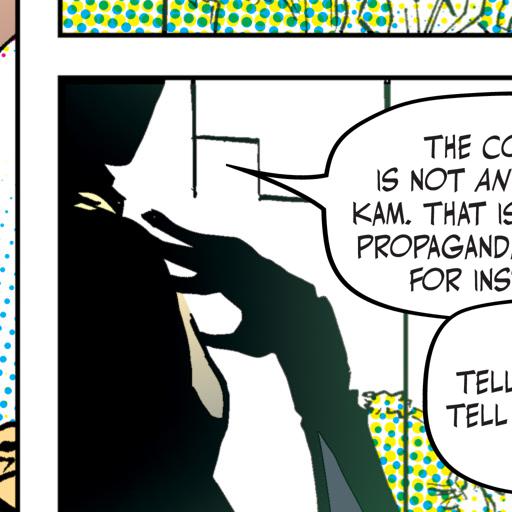 THE CO
IS NOT AN
KAM. THAT IS
PROPAGANDA
FOR INS
TELL
TELL